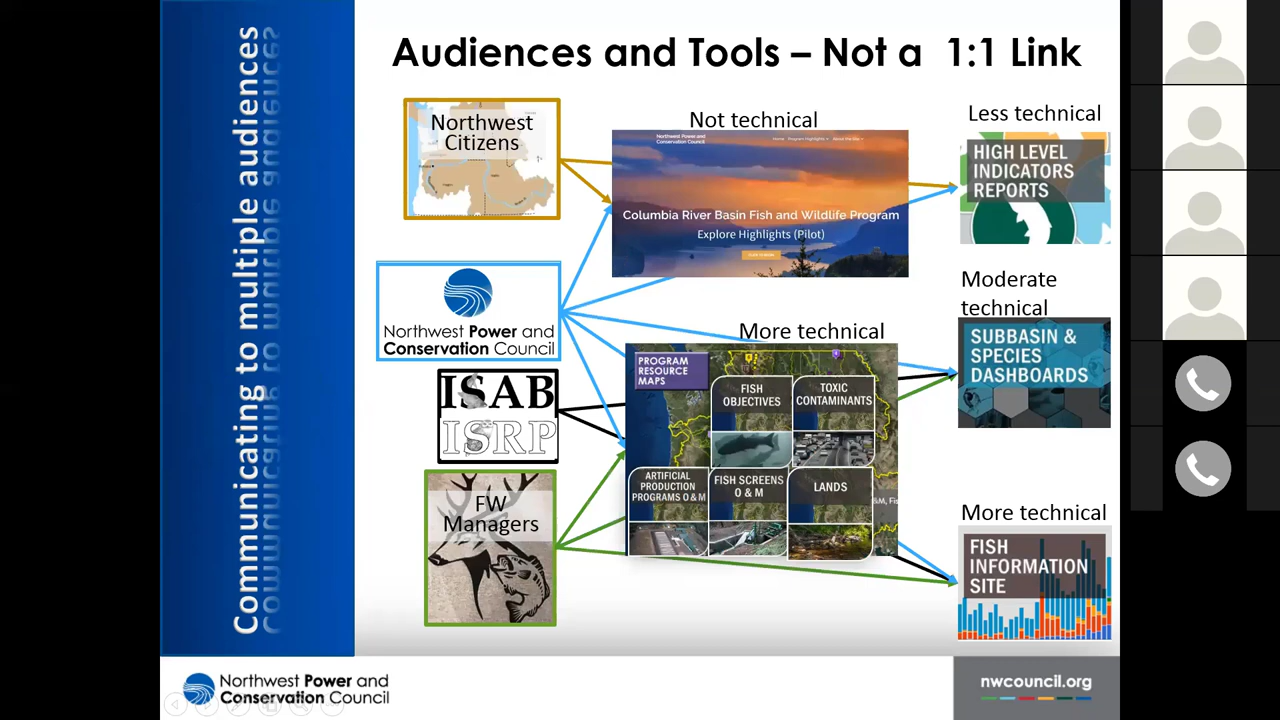 Communicating to multiple audiences
Audiences and Tools – Not a 1:1 Link
Northwest
Citizens
Not technical
Northwest Power and
Conservation Council
Columbia River Basin Fish and Wildlife Program
Explore Highlights (Pilot)
Less technical
HIGH LEVEL
INDICATORS
REPORTS
Northwest Power and
Conservation Council
Moderate
technical
SUBBASIN &
SPECIES
DASHBOARDS
More technical
PROGRAM
RESOURCE
MAPS
FISH
OBJECTIVES
TOXIC
CONTAMINANTS
ARTIFICIAL
PRODUCTION
PROGRAMS O & M
FISH SCREENS
O & M
LANDS
ISAB
ISRP
FW
Managers
More technical
FISH
INFORMATION
SITE
Northwest Power and
Conservation Council
nwcouncil.org